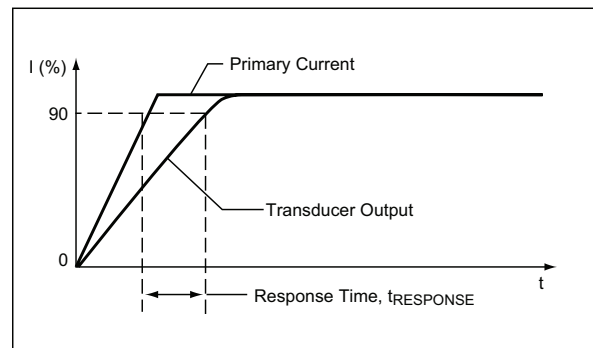 I (%)
Primary Current
90
Transducer Output
0
t
Response Time, tRESPONSE